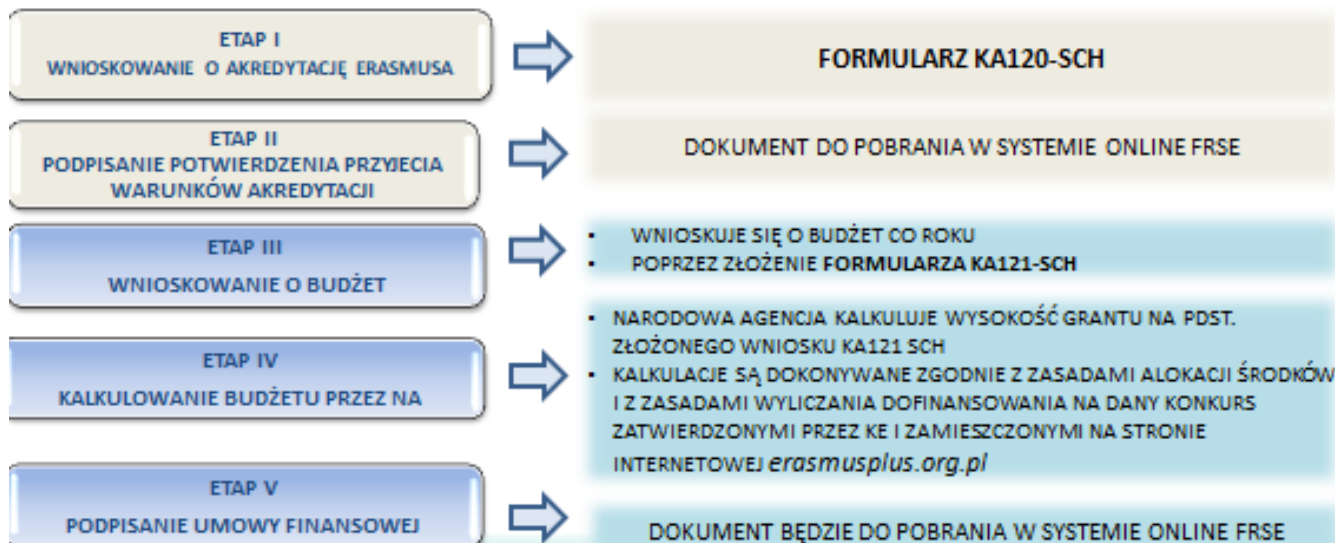 ETAP I
WNIOSKOWANIE O AKREDYTACJĘ ERASMUSA
FORMULARZ KA120-SCH
ETAP II
PODPISANIE POTWIERDZENIA PRZYJECIA
WARUNKÓW AKREDYTACJI
DOKUMENT DO POBRANIA W SYSTEMIE ONLINE FRSE
ETAP III
WNIOSKOWANIE O BUDŻET
▪ WNIOSKUJE SIĘ O BUDŻET CO ROKU
▪ POPRZEZ ZŁOŻENIE FORMULARZA KA121-SCH
ETAP IV
KALKULOWANIE BUDŻETU PRZEZ NA
▪ NARODOWA AGENCJA KALKULUJE WYSOKOŚĆ GRANTU NA PDST.
ZŁOŻONEGO WNIOSKU KA121 SCH
▪ KALKULACJE SĄ DOKONYWANE ZGODNIE Z ZASADAMI ALOKACJI ŚRODKÓW
I Z ZASADAMI WYLICZANIA DOFINANSOWANIA NA DANY KONKURS
ZATWIERDZONYMI PRZEZ KE I ZAMIESZCZONYMI NA STRONIE
INTERNETOWEJ erasmusplus.org.pl
ETAP V
PODPISANIE UMOWY FINANSOWEJ
DOKUMENT BĘDZIE DO POBRANIA W SYSTEMIE ONLINE FRSE